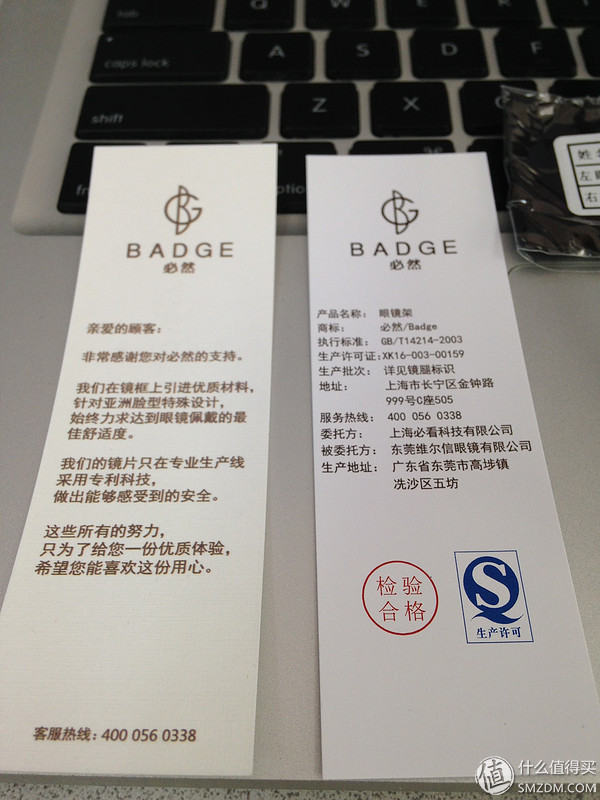 tab
Q
W
E
caps lock
A
S
D
F
shift
Z
X
C
option
姓名
左
右
BADGE
必然
亲爱的顾客：
非常感谢您对必然的支持。
我们在镜框上引进优质材料，
针对亚洲脸型特殊设计，
始终力求达到眼镜佩戴的最
佳舒适度。
我们的镜片只在专业生产线
采用专利科技，
做出能够感受到的安全。
这些所有的努力，
只为了给您一份优质体验，
希望您能喜欢这份用心。
客服热线：400 056 0338
BADGE
必然
产品名称： 眼镜架
商标： 必然/Badge
执行标准： GB/T14214-2003
生产许可证：XK16-003-00159
生产批次： 详见镜腿标识
地址： 上海市长宁区金钟路
999号C座505
服务热线： 400 056 0338
委托方： 上海必看科技有限公司
被委托方： 东莞维尔信眼镜有限公司
生产地址： 广东省东莞市高埗镇
冼沙区五坊
检验
合格
生产许可
值 什么值得买
SMZDM.COM